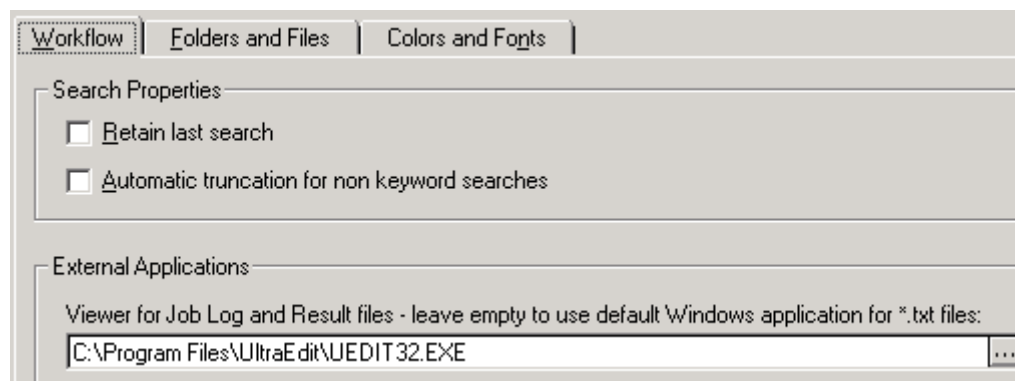 Workflow Folders and Files Colors and Fonts
Search Properties
Retain last search
Automatic truncation for non keyword searches
External Applications
Viewer for Job Log and Result files - leave empty to use default Windows application for *.txt files:
C:\Program Files\UltraEdit\UEDIT32.EXE ...